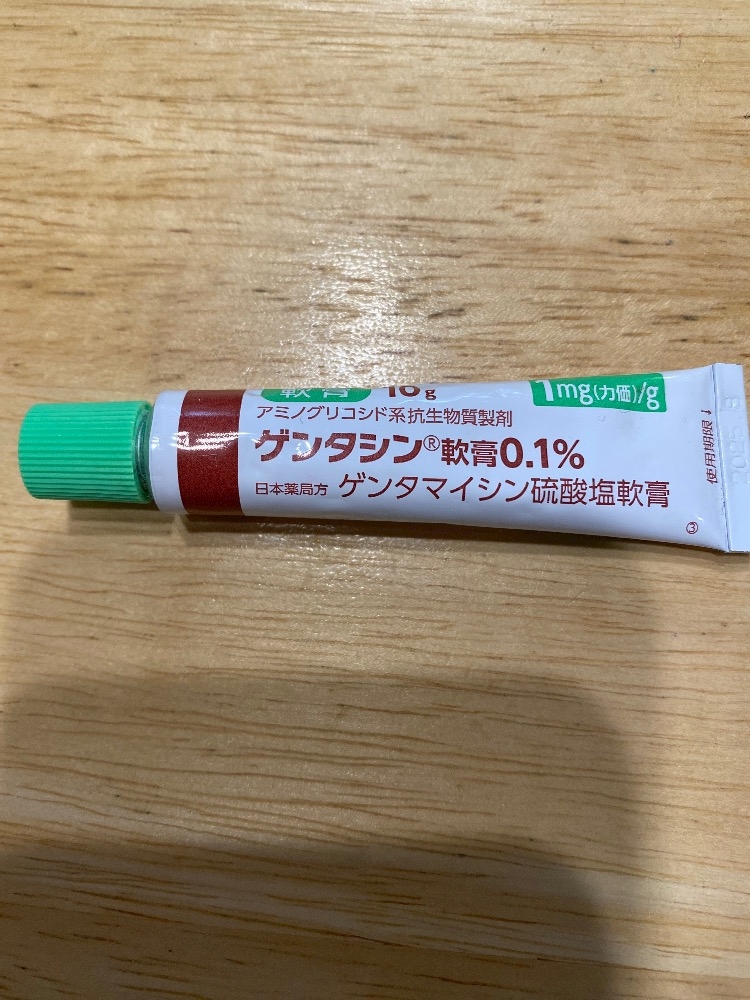 軟膏 10g
1mg(力価)/g
アミノグリコシド系抗生物質製剤
ゲンタシン®軟膏0.1%
日本薬局方 ゲンタマイシン硫酸塩軟膏
使用期限
③